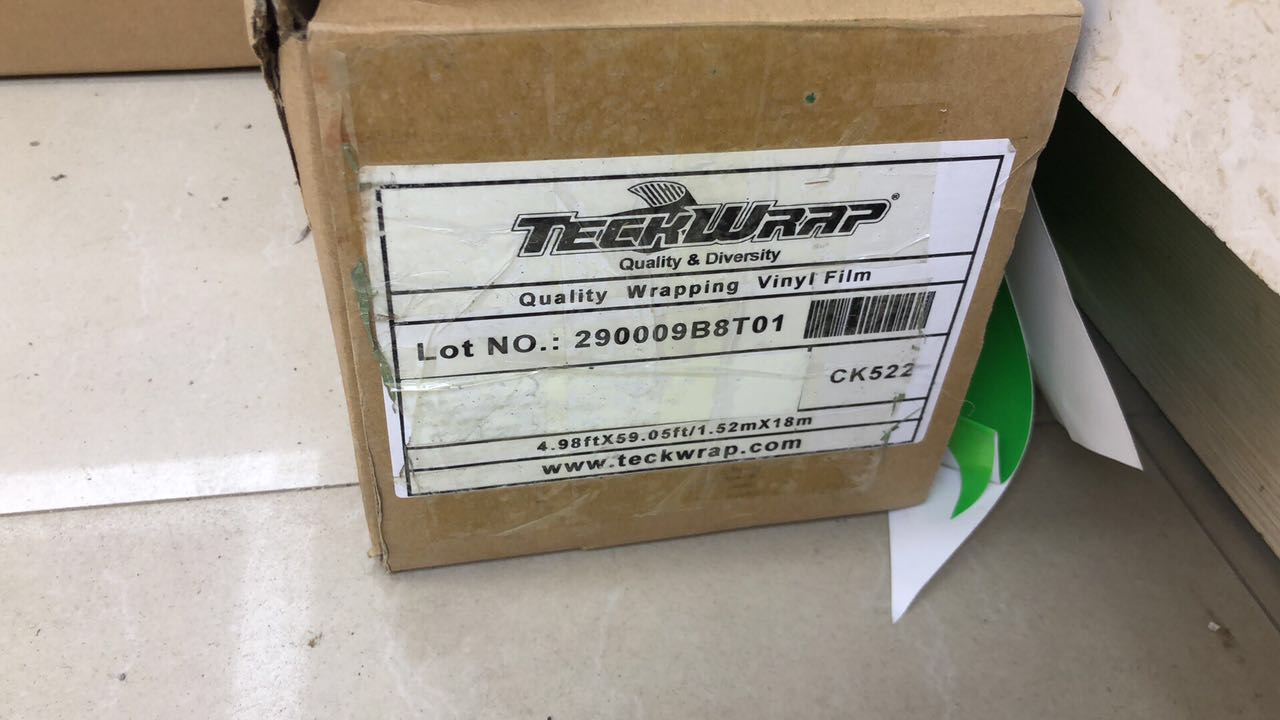 TECKWRAP®
Quality & Diversity
Quality Wrapping Vinyl Film
Lot NO.: 290009B8T01
CK522
4.98ftX59.05ft/1.52mX18m
www.teckwrap.com